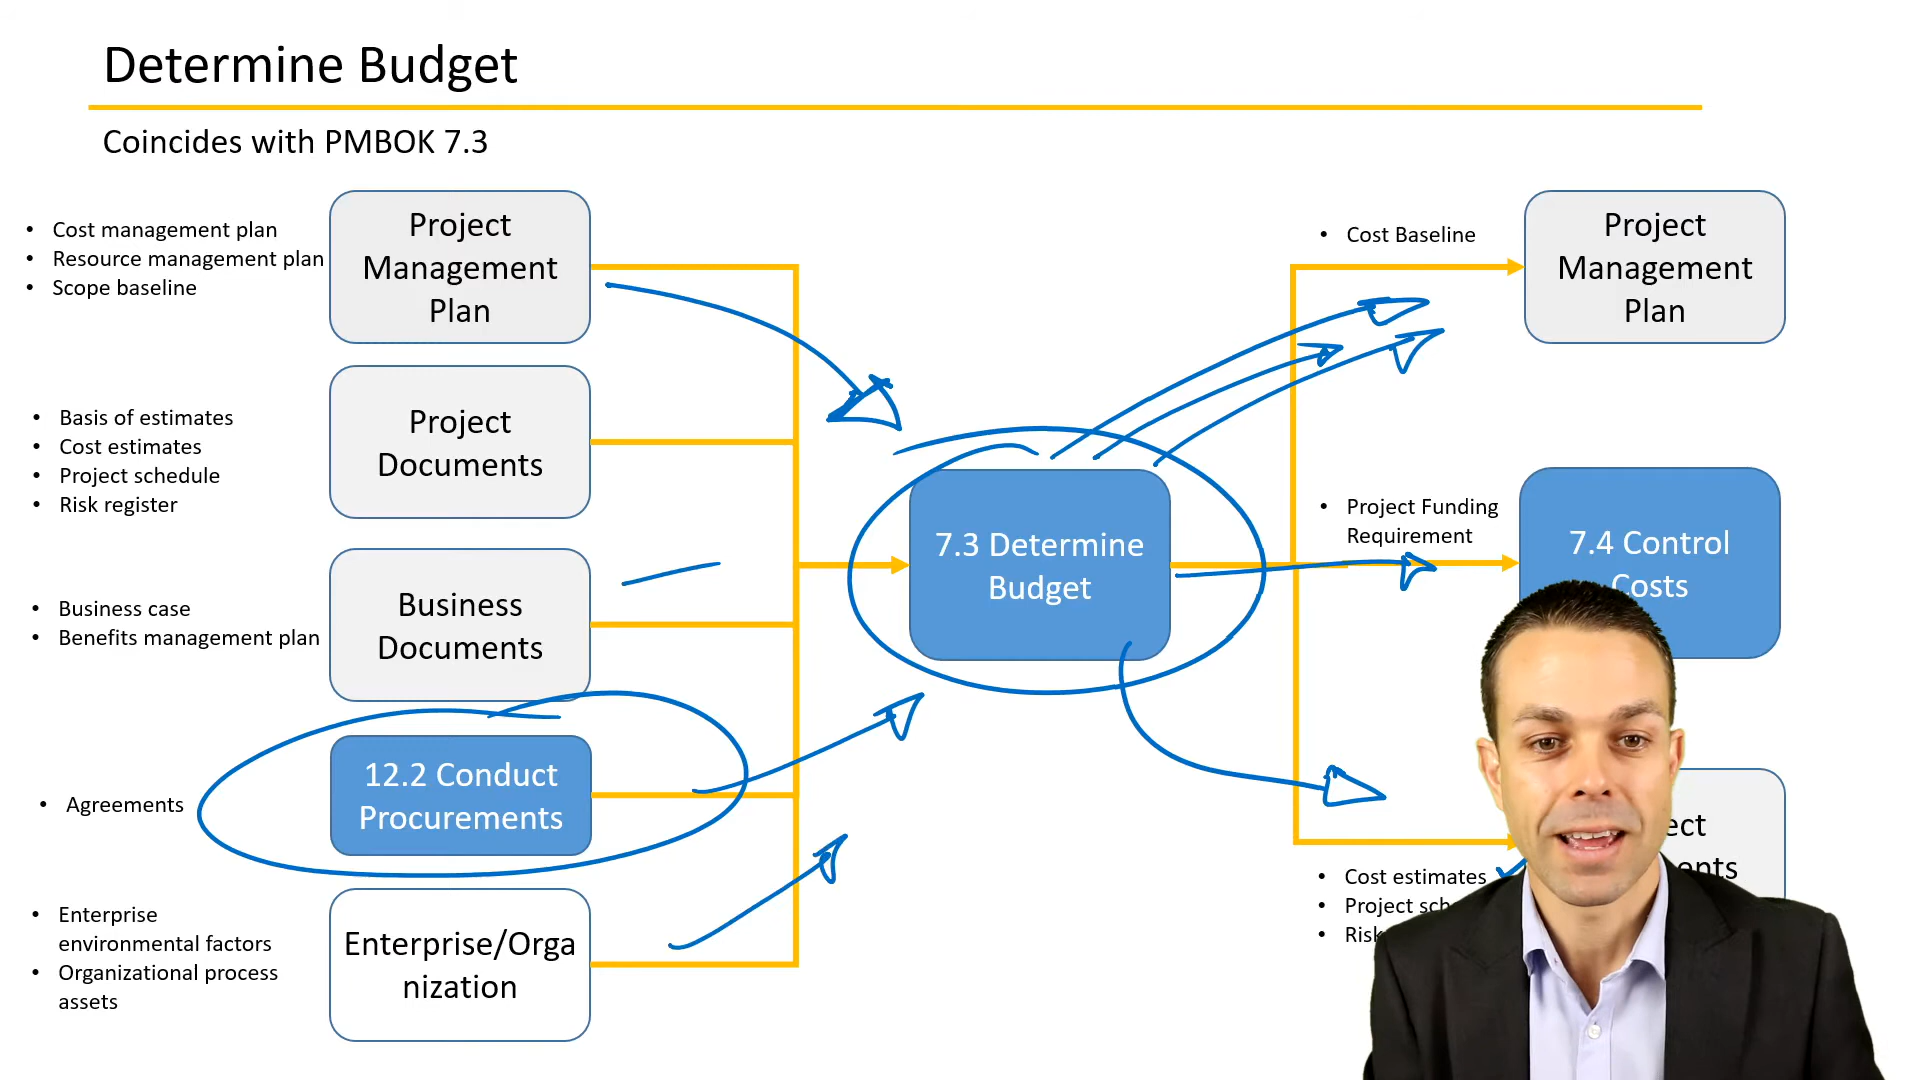 Determine Budget
Coincides with PMBOK 7.3
• Cost management plan
• Resource management plan
• Scope baseline
Project
Management
Plan
• Basis of estimates
• Cost estimates
• Project schedule
• Risk register
Project
Documents
• Business case
• Benefits management plan
Business
Documents
• Agreements
12.2 Conduct
Procurements
• Enterprise
environmental factors
• Organizational process
assets
Enterprise/Orga
nization
7.3 Determine
Budget
• Cost Baseline
Project
Management
Plan
• Project Funding
Requirement
7.4 Control
Costs
• Cost estimates
• Project
• Risk